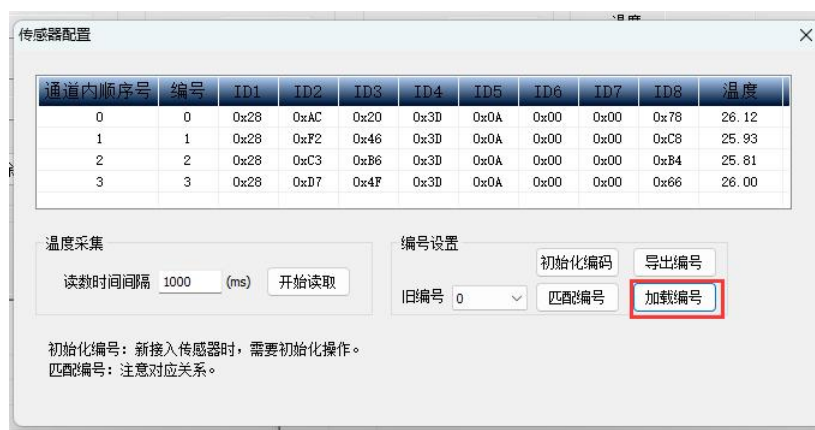 传感器配置
通道内顺序号 编号 ID1 ID2 ID3 ID4 ID5 ID6 ID7 ID8 温度
0 0 0x28 0xAC 0x20 0x3D 0x0A 0x00 0x00 0x78 26.12
1 1 0x28 0xF2 0x46 0x3D 0x0A 0x00 0x00 0xC8 25.93
2 2 0x28 0xC3 0xB6 0x3D 0x0A 0x00 0x00 0xB4 25.81
3 3 0x28 0xD7 0x4F 0x3D 0x0A 0x00 0x00 0x66 26.00
温度采集
读数时间间隔 1000 (ms) 开始读取
编号设置
初始化编码 导出编号
旧编号 0 匹配编号 加载编号
初始化编号：新接入传感器时，需要初始化操作。
匹配编号：注意对应关系。